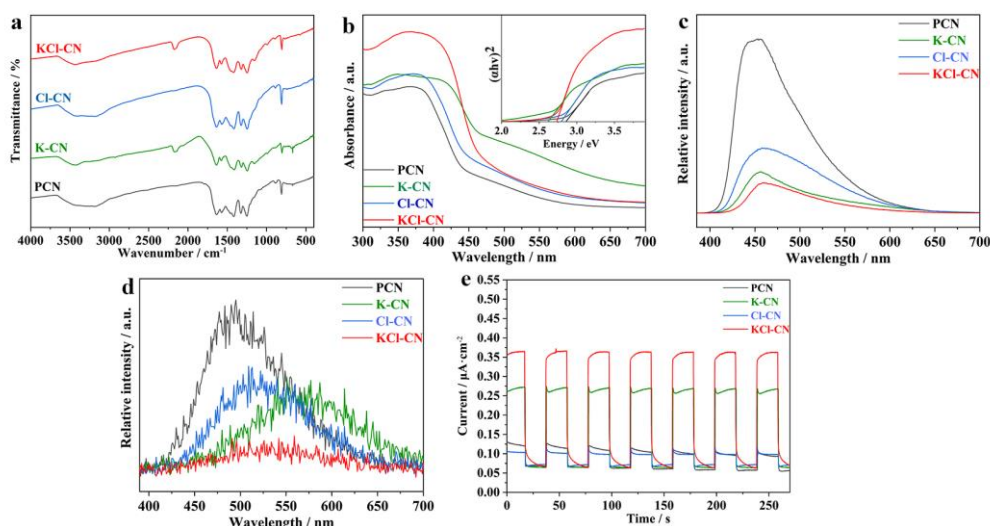 a
KCl-CN
Cl-CN
K-CN
PCN
Transmittance / %
4000 3500 3000 2500 2000 1500 1000 500
Wavenumber / cm-1
b
(αhv)2
2.0 2.5 3.0 3.5
Energy / eV
PCN
K-CN
Cl-CN
KCl-CN
Absorbance / a.u.
300 350 400 450 500 550 600 650 700
Wavelength / nm
c
PCN
K-CN
Cl-CN
KCl-CN
Relative intensity / a.u.
400 450 500 550 600 650 700
Wavelength / nm
d
PCN
K-CN
Cl-CN
KCl-CN
Relative intensity / a.u.
400 450 500 550 600 650 700
Wavelength / nm
e
PCN
K-CN
Cl-CN
KCl-CN
Current / μA·cm-2
0.55
0.50
0.45
0.40
0.35
0.30
0.25
0.20
0.15
0.10
0.05
0.00
0 50 100 150 200 250
Time / s